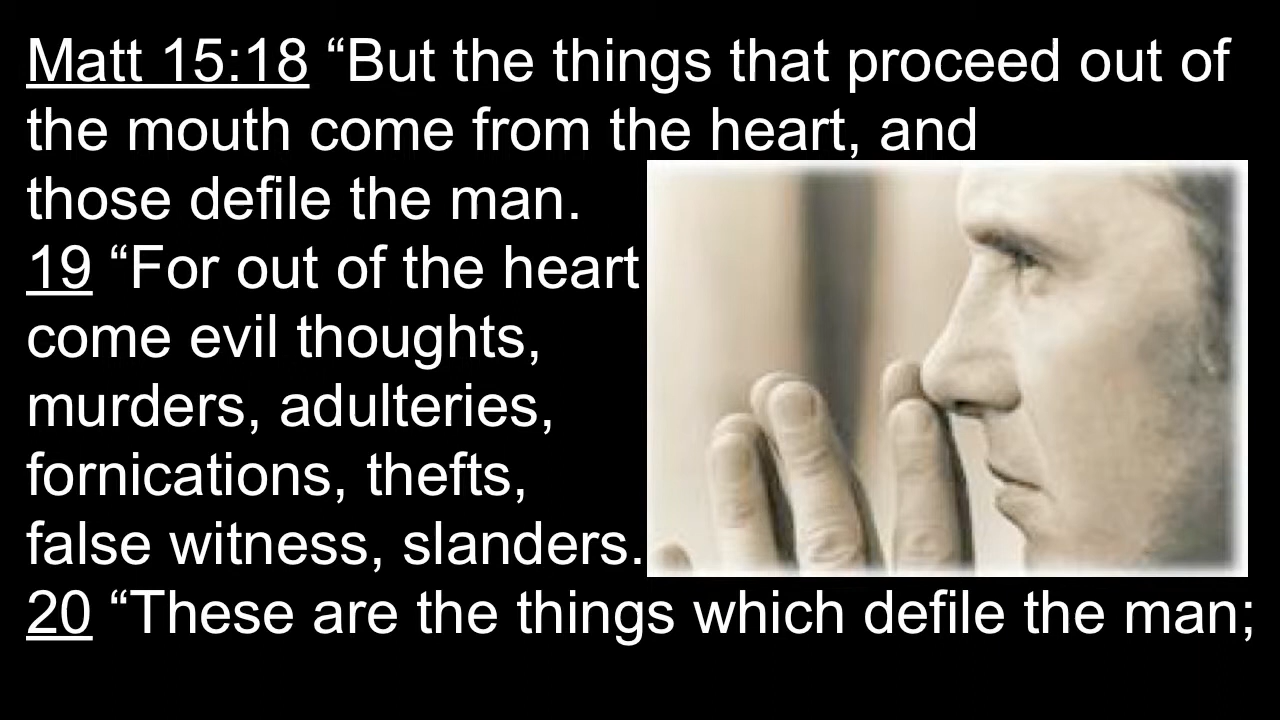 Matt 15:18 “But the things that proceed out of
the mouth come from the heart, and
those defile the man.
19 “For out of the heart
come evil thoughts,
murders, adulteries,
fornications, thefts,
false witness, slanders.
20 “These are the things which defile the man;